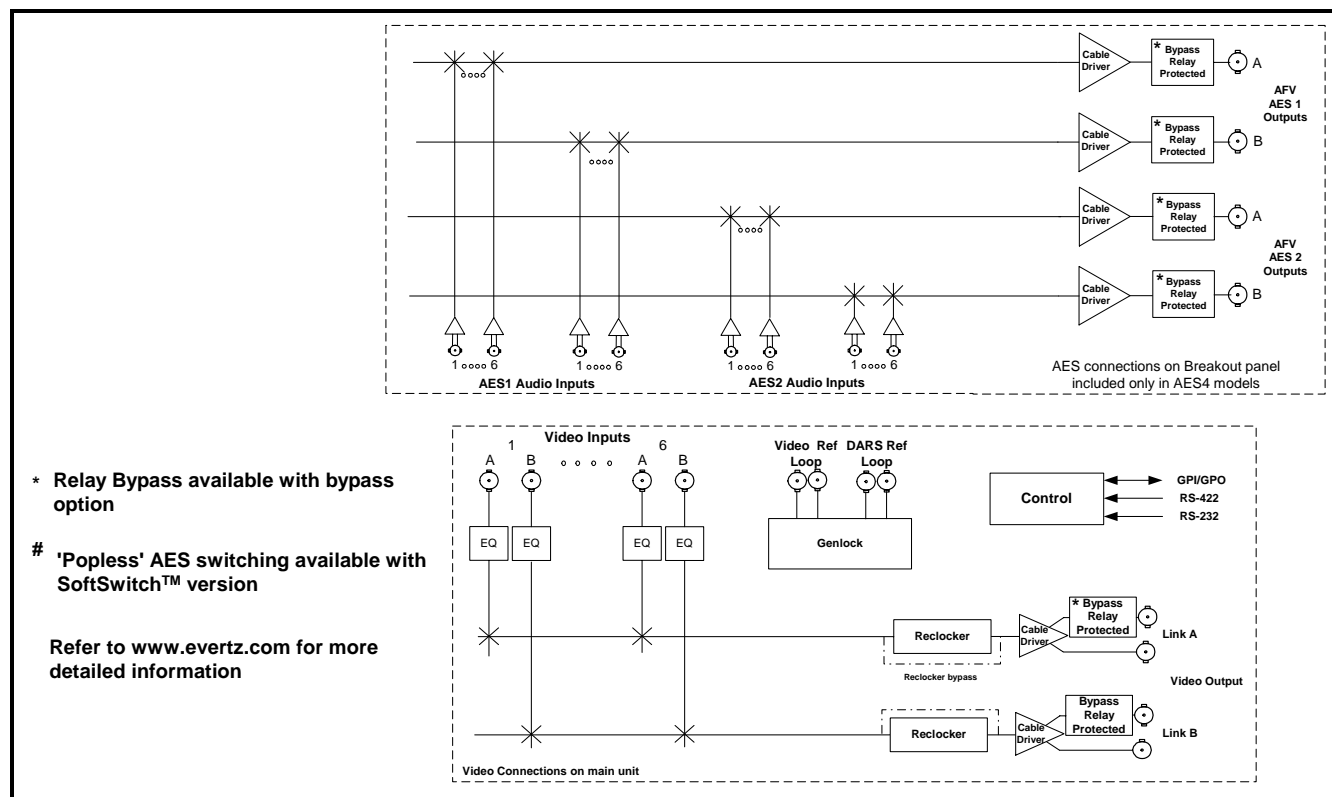 Cable
Driver
* Bypass
Relay
Protected
A
AFV
AES 1
Outputs
Cable
Driver
* Bypass
Relay
Protected
B
Cable
Driver
* Bypass
Relay
Protected
A
AFV
AES 2
Outputs
Cable
Driver
* Bypass
Relay
Protected
B
1 6
1 6
1 6
1 6
AES1 Audio Inputs
AES2 Audio Inputs
AES connections on Breakout panel
included only in AES4 models
* Relay Bypass available with bypass
option
# 'Popless' AES switching available with
SoftSwitch™ version
Refer to www.evertz.com for more
detailed information
Video Inputs
1 6
A B A B
EQ EQ EQ EQ
Video Ref
Loop
DARS Ref
Loop
Genlock
Control
GPI/GPO
RS-422
RS-232
Reclocker
Reclocker bypass
Cable
Driver
* Bypass
Relay
Protected
Link A
Video Output
Reclocker
Cable
Driver
Bypass
Relay
Protected
Link B
Video Connections on main unit